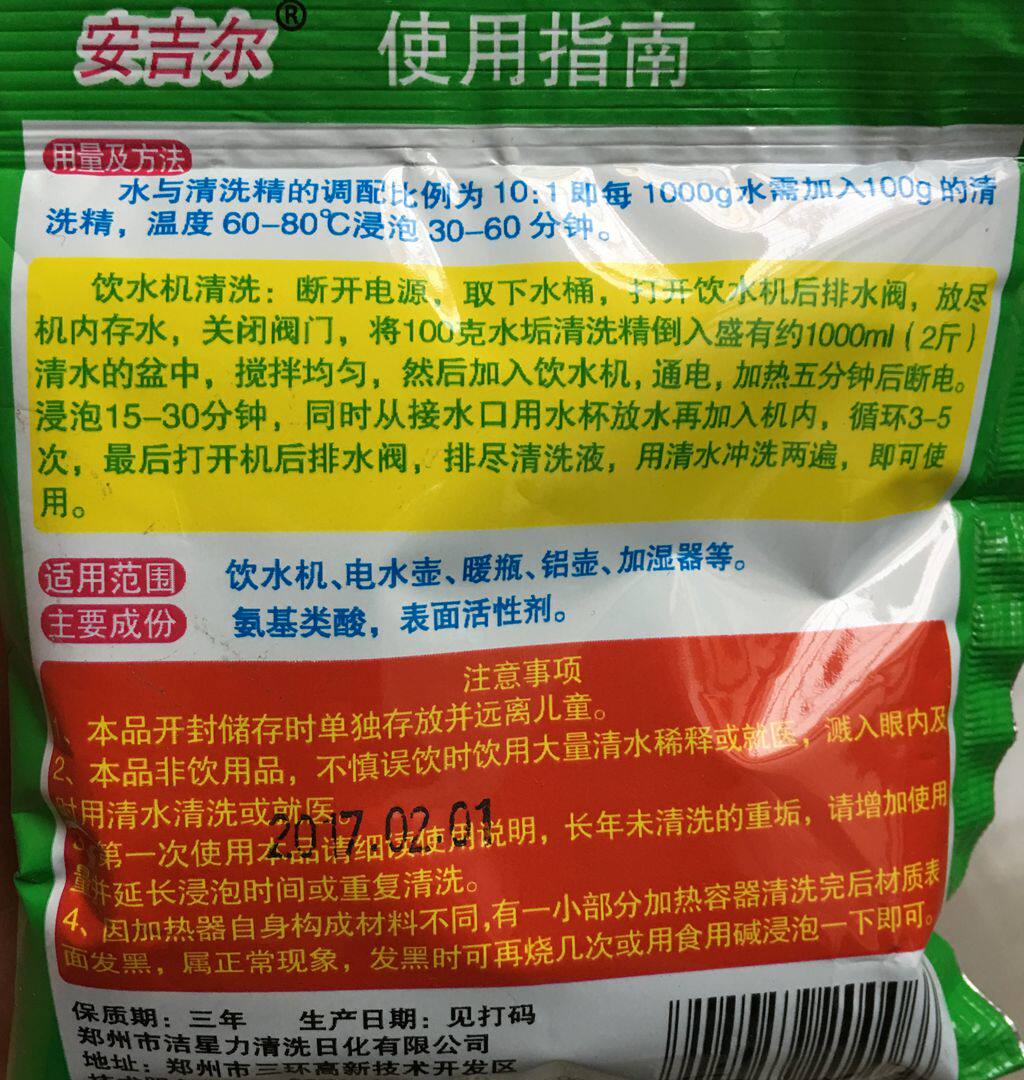 安吉尔® 使用指南
用量及方法
水与清洗精的调配比例为10:1即每1000g水需加入100g的清
洗精，温度60-80℃浸泡30-60分钟。
饮水机清洗：断开电源，取下水桶，打开饮水机后排水阀，放尽
机内存水，关闭阀门，将100克水垢清洗精倒入盛有约1000ml（2斤）
清水的盆中，搅拌均匀，然后加入饮水机，通电，加热五分钟后断电。
浸泡15-30分钟，同时从接水口用水杯放水再加入机内，循环3-5
次，最后打开机后排水阀，排尽清洗液，用清水冲洗两遍，即可使
用。
适用范围 饮水机、电水壶、暖瓶、铝壶、加湿器等。
主要成份 氨基类酸，表面活性剂。
注意事项
1、本品开封储存时单独存放并远离儿童。
2、本品非饮用品，不慎误饮时饮用大量清水稀释或就医，溅入眼内及
时用清水清洗或就医
2017.02.01
3、第一次使用本品请细读使用说明，长年未清洗的重垢，请增加使用
量并延长浸泡时间或重复清洗。
4、因加热器自身构成材料不同，有一小部分加热容器清洗完后材质表
面发黑，属正常现象，发黑时可再烧几次或用食用碱浸泡一下即可。
保质期：三年 生产日期：见打码
郑州市洁星力清洗日化有限公司
地址：郑州市三环高新技术开发区